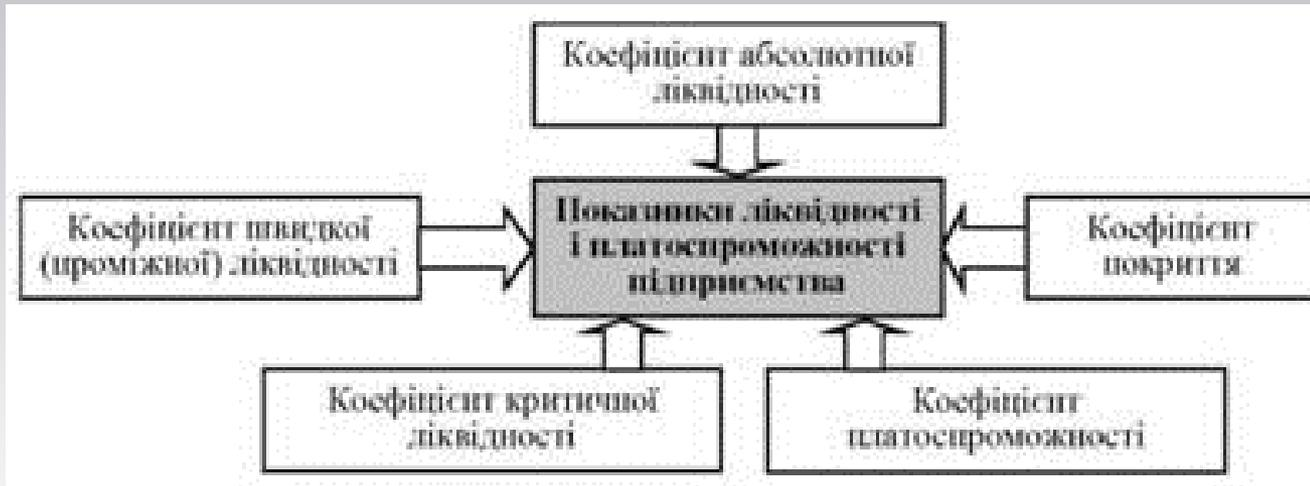 Коефіцієнт абсолютної
ліквідності
Коефіцієнт швидкої
(проміжної) ліквідності
Показники ліквідності
і платоспроможності
підприємства
Коефіцієнт
покриття
Коефіцієнт критичної
ліквідності
Коефіцієнт
платоспроможності